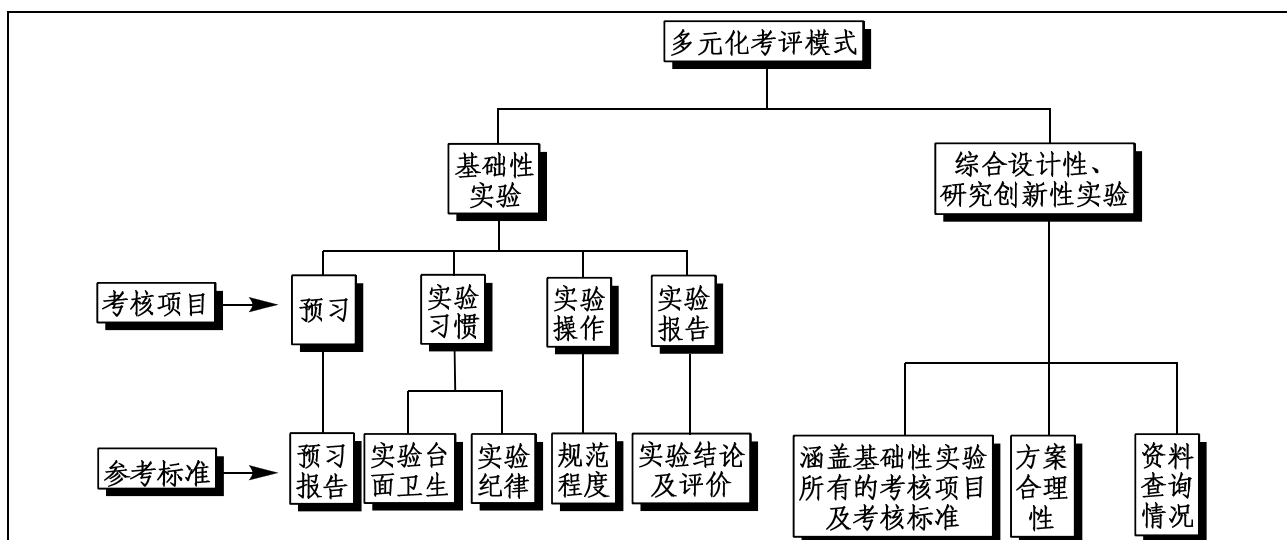 多元化考评模式
基础性
实验
综合设计性、
研究创新性实验
考核项目
预习
实验
习惯
实验
操作
实验
报告
参考标准
预习
报告
实验台
面卫生
实验
纪律
规范
程度
实验结论
及评价
涵盖基础性实验
所有的考核项目
及考核标准
方案
合理
性
资料
查询
情况